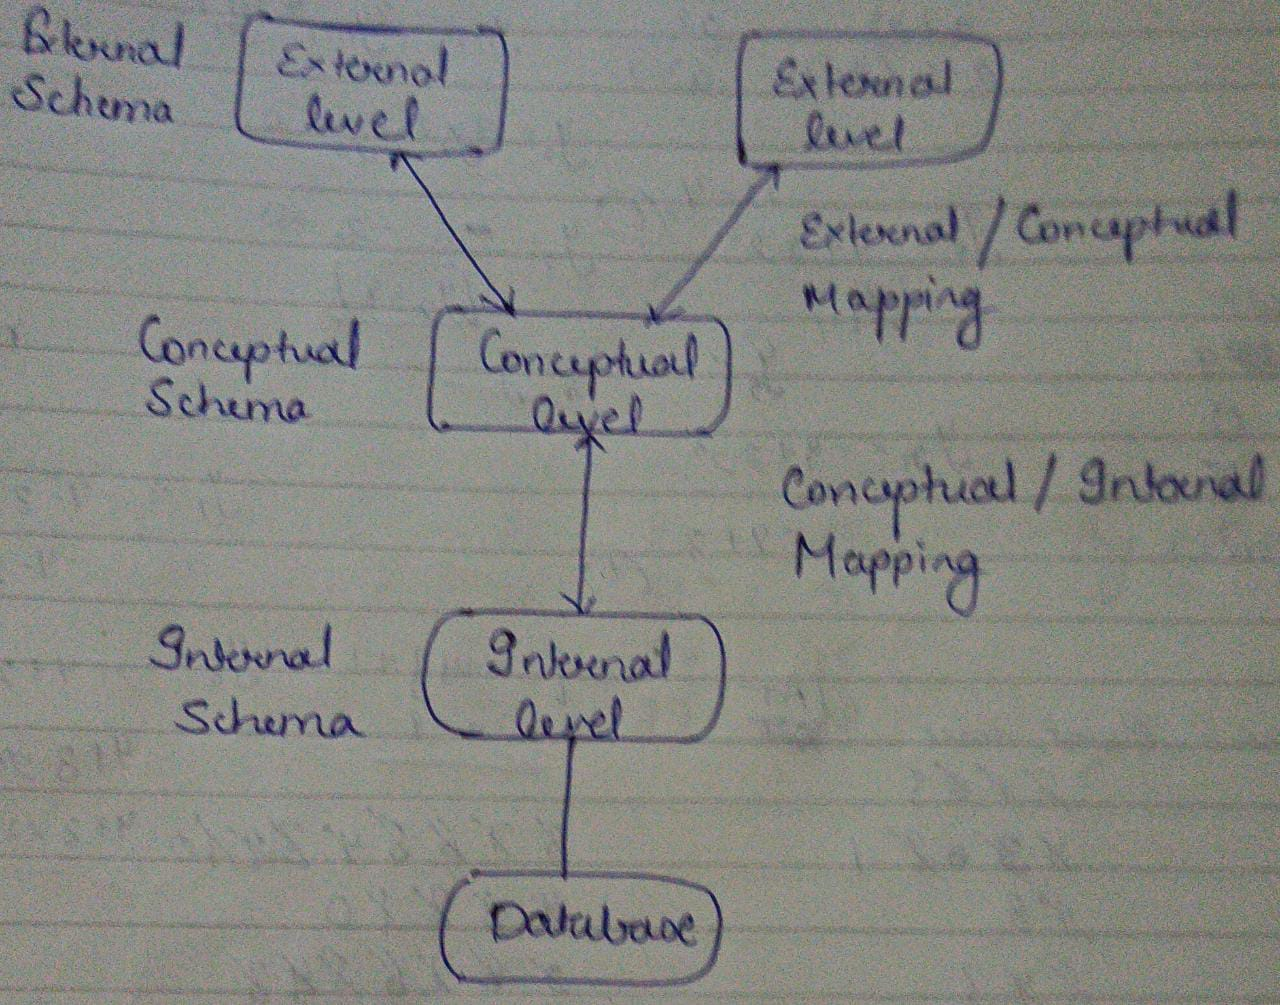 External
Schema
External
level
External
level
External / Conceptual
Mapping
Conceptual
Schema
Conceptual
level
Conceptual / Internal
Mapping
Internal
Schema
Internal
level
Database